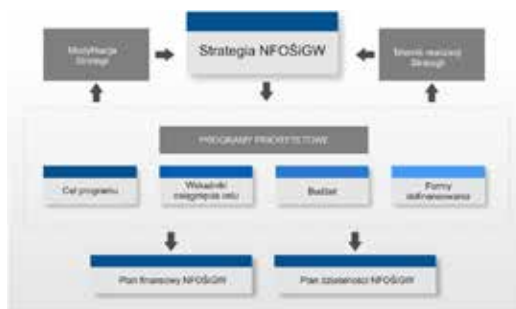 Modyfikacja
Strategii
Strategia NFOŚiGW
Mierniki realizacji
Strategii
PROGRAMY PRIORYTETOWE
Cel programu
Wskaźniki
osiągnięcia celu
Budżet
Formy
dofinansowania
Plan finansowy NFOŚiGW
Plan działalności NFOŚiGW